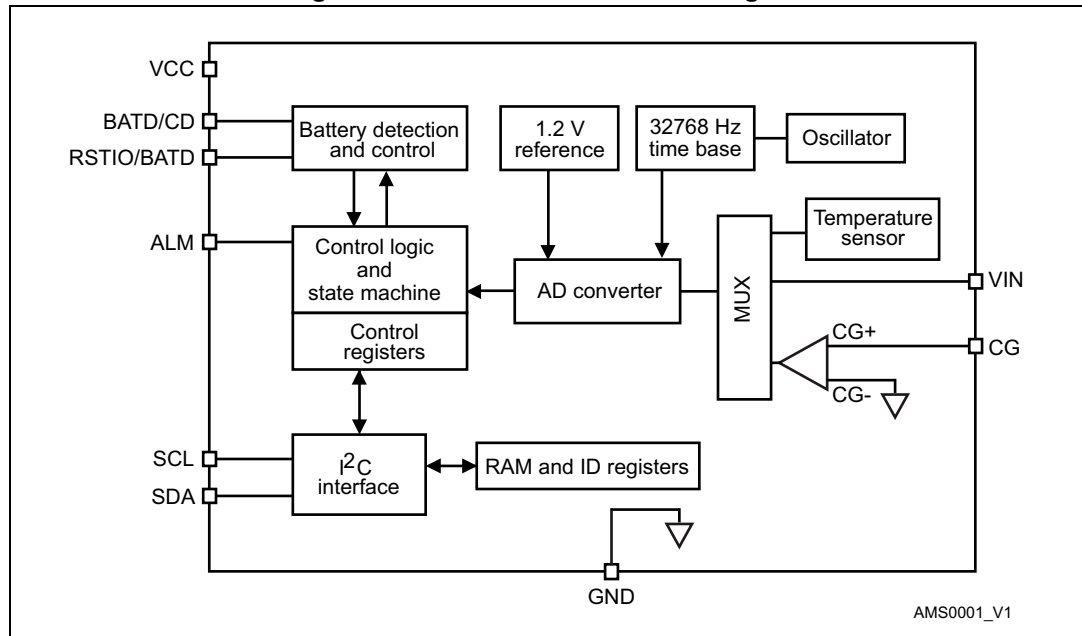 VCC
BATD/CD
RSTIO/BATD
Battery detection
and control
1.2 V
reference
32768 Hz
time base
Oscillator
ALM
Control logic
and
state machine
Control
registers
AD converter
MUX
Temperature
sensor
VIN
CG+
CG
CG-
SCL
SDA
I2C
interface
RAM and ID registers
GND
AMS0001_V1